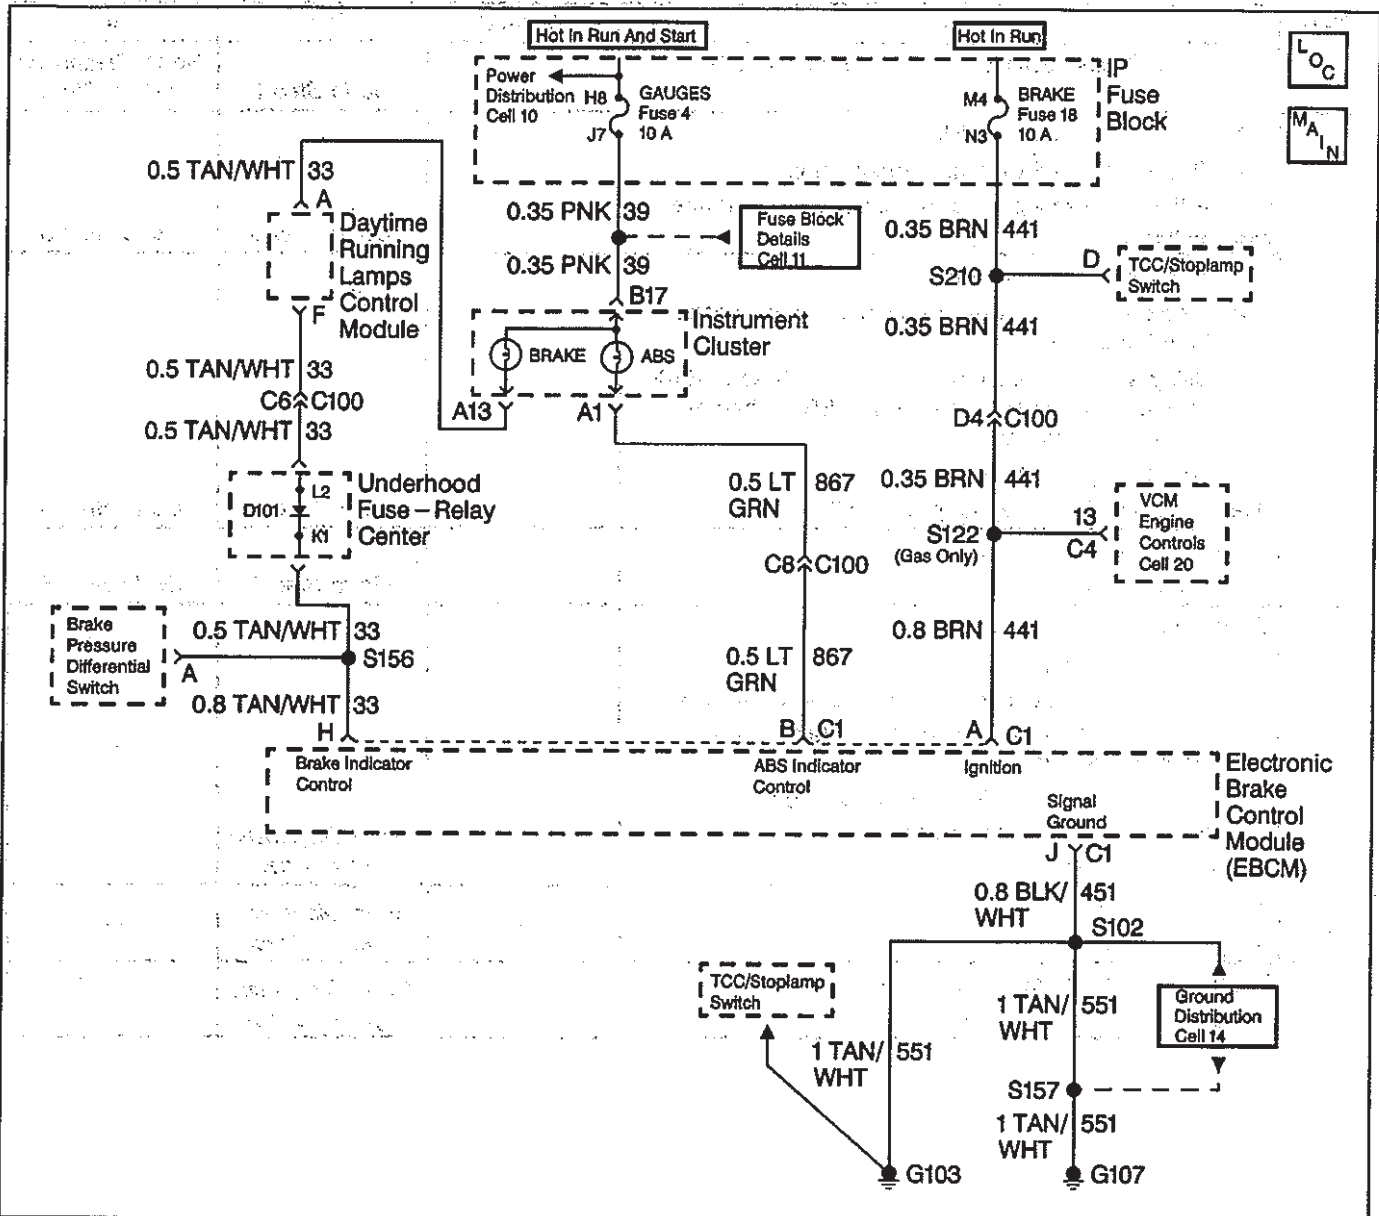 Hot In Run And Start
Hot In Run
LOC
MAIN
IP
Fuse
Block
Power
Distribution
Cell 10
H8
GAUGES
Fuse 4
10 A
J7
M4
BRAKE
Fuse 18
10 A
N3
0.5 TAN/WHT 33
A
Daytime
Running
Lamps
Control
Module
F
0.35 PNK 39
Fuse Block
Details
Cell 11
0.35 PNK 39
B17
0.35 BRN 441
S210
D
TCC/Stoplamp
Switch
0.35 BRN 441
Instrument
Cluster
BRAKE
ABS
A13
A1
0.5 TAN/WHT 33
C6 C100
0.5 TAN/WHT 33
D4 C100
Underhood
Fuse – Relay
Center
L2
D101
K1
0.5 LT
GRN
867
C8 C100
0.35 BRN 441
S122
(Gas Only)
13
C4
VCM
Engine
Controls
Cell 20
Brake
Pressure
Differential
Switch
A
0.5 TAN/WHT 33
S156
0.8 TAN/WHT 33
0.5 LT
GRN
867
0.8 BRN 441
H
B C1
A C1
Brake Indicator
Control
ABS Indicator
Control
Ignition
Signal
Ground
Electronic
Brake
Control
Module
(EBCM)
J C1
0.8 BLK/
WHT
451
S102
TCC/Stoplamp
Switch
1 TAN/
WHT
551
1 TAN/
WHT
551
Ground
Distribution
Cell 14
S157
1 TAN/
WHT
551
G103
G107